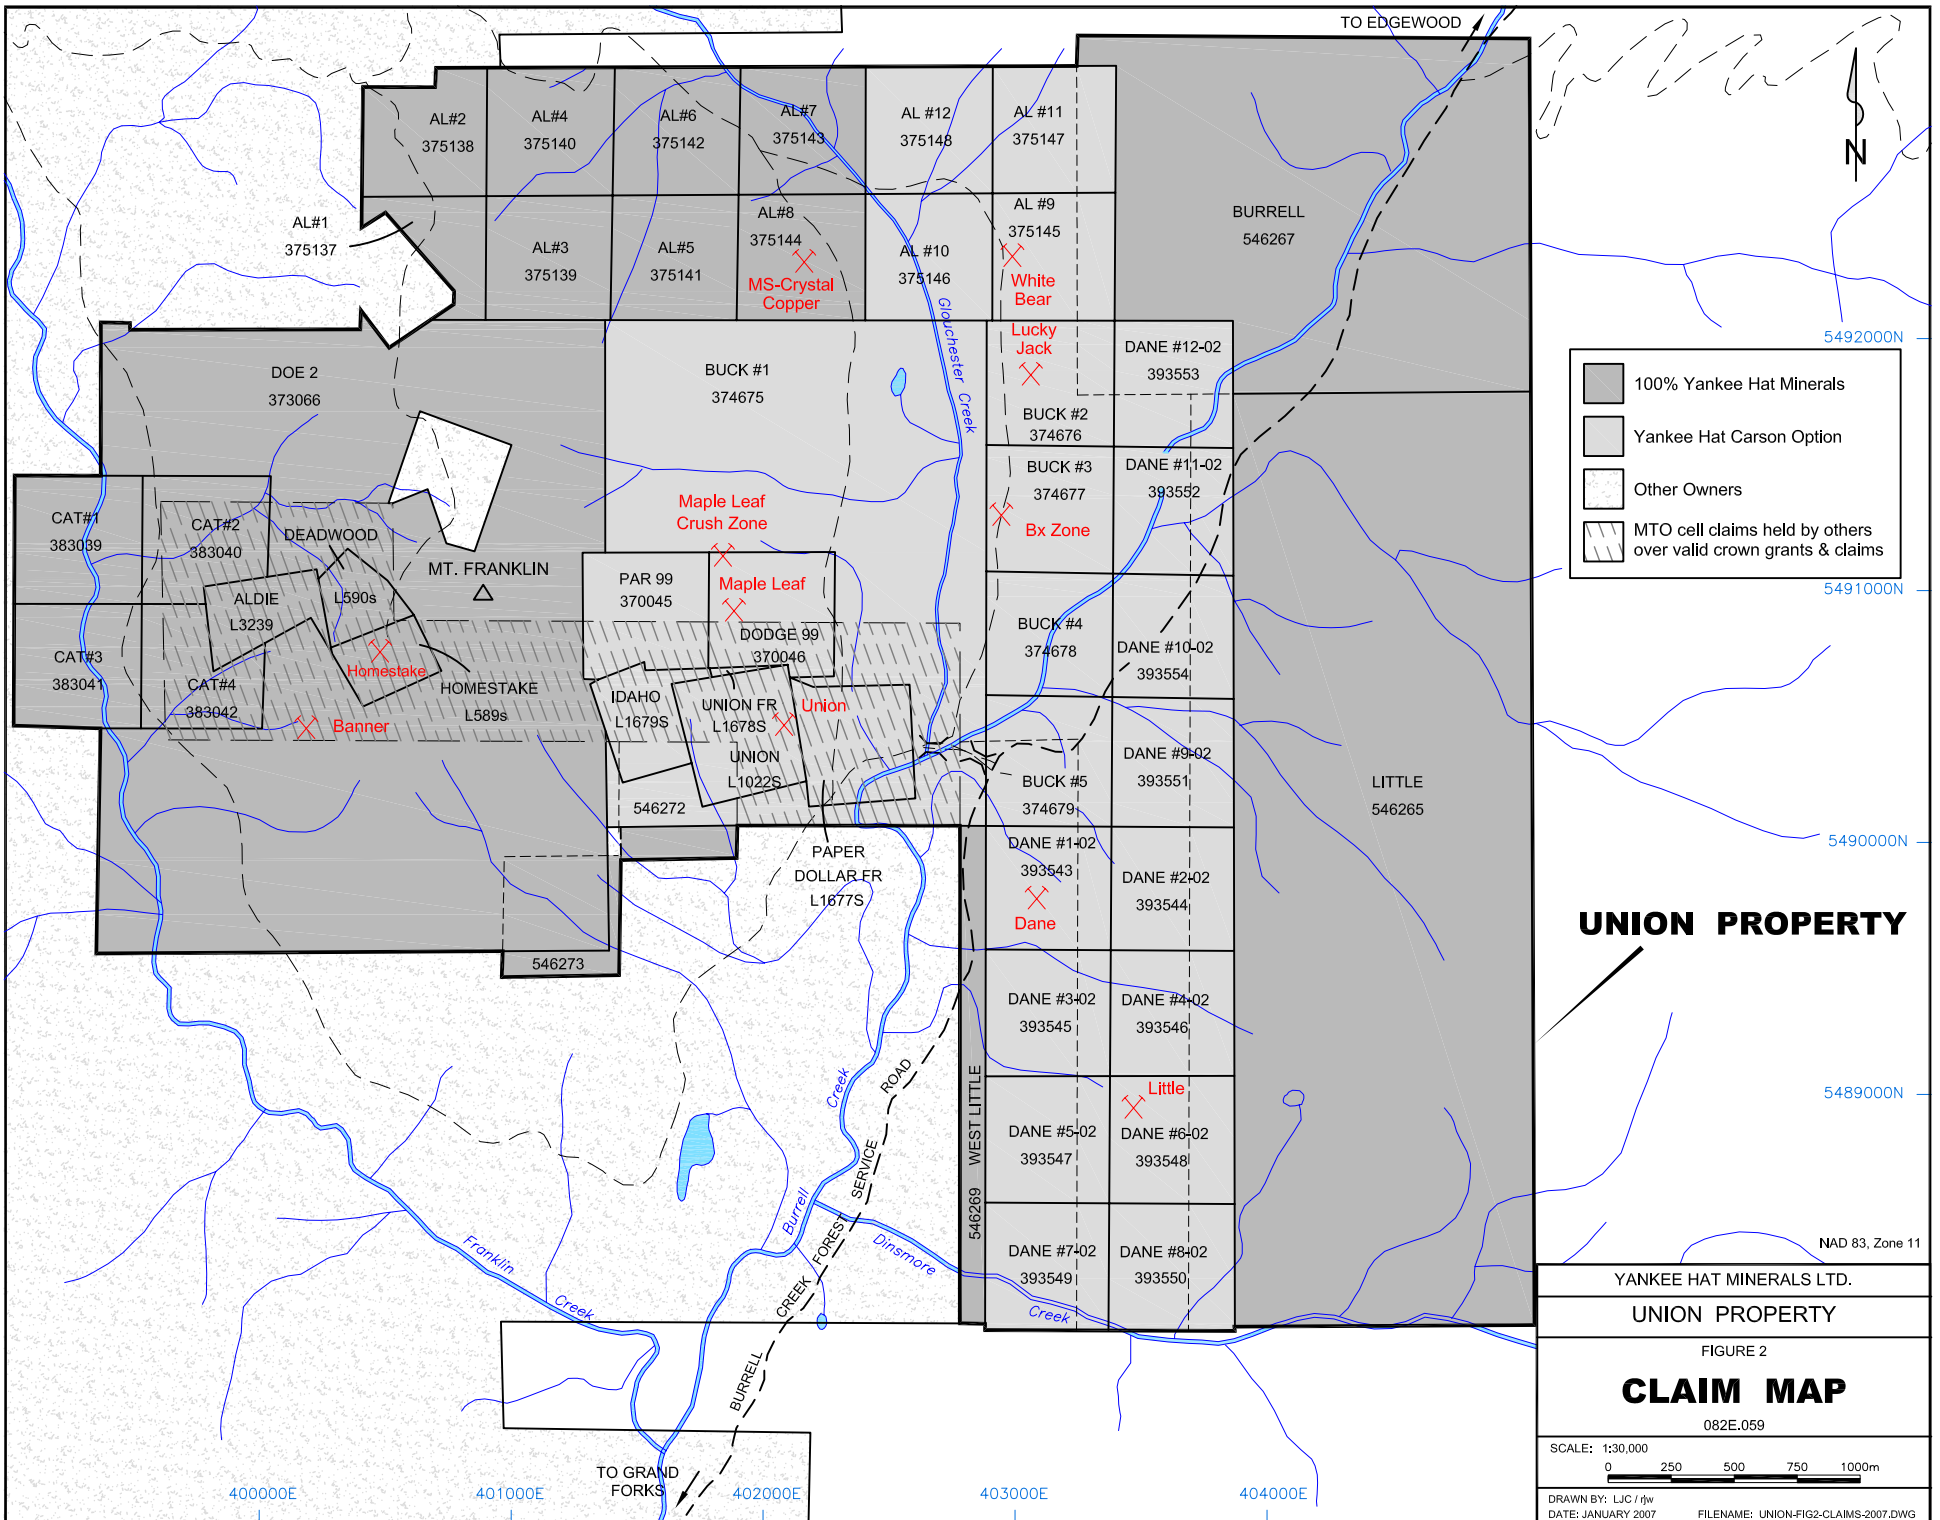 TO EDGEWOOD
N
AL#2
375138
AL#4
375140
AL#6
375142
AL#7
375143
AL #12
375148
AL #11
375147
AL#1
375137
AL#3
375139
AL#5
375141
AL#8
375144
MS-Crystal
Copper
AL #10
375146
AL #9
375145
White
Bear
BURRELL
546267
Glouchester Creek
5492000N
Lucky
Jack
DANE #12-02
393553
DOE 2
373066
BUCK #1
374675
BUCK #2
374676
100% Yankee Hat Minerals
Yankee Hat Carson Option
Other Owners
MTO cell claims held by others
over valid crown grants & claims
BUCK #3
374677
DANE #11-02
393552
Bx Zone
CAT#1
383039
CAT#2
383040
DEADWOOD
L590s
MT. FRANKLIN
Maple Leaf
Crush Zone
Maple Leaf
PAR 99
370045
5491000N
ALDIE
L3239
DODGE 99
370046
BUCK #4
374678
DANE #10-02
393554
CAT#3
383041
CAT#4
383042
Homestake
HOMESTAKE
L589s
Banner
IDAHO
L1679S
UNION FR
L1678S
Union
UNION
L1022S
546272
BUCK #5
374679
DANE #9-02
393551
LITTLE
546265
5490000N
PAPER
DOLLAR FR
L1677S
DANE #1-02
393543
Dane
DANE #2-02
393544
UNION PROPERTY
546273
DANE #3-02
393545
DANE #4-02
393546
5489000N
546269 WEST LITTLE
Little
DANE #5-02
393547
DANE #6-02
393548
DANE #7-02
393549
DANE #8-02
393550
Burrell Creek
BURRELL CREEK FOREST SERVICE ROAD
Franklin Creek
Dinsmore Creek
TO GRAND
FORKS
400000E
401000E
402000E
403000E
404000E
NAD 83, Zone 11
YANKEE HAT MINERALS LTD.
UNION PROPERTY
FIGURE 2
CLAIM MAP
082E.059
SCALE: 1:30,000
0 250 500 750 1000m
DRAWN BY: LJC / rjw
DATE: JANUARY 2007 FILENAME: UNION-FIG2-CLAIMS-2007.DWG